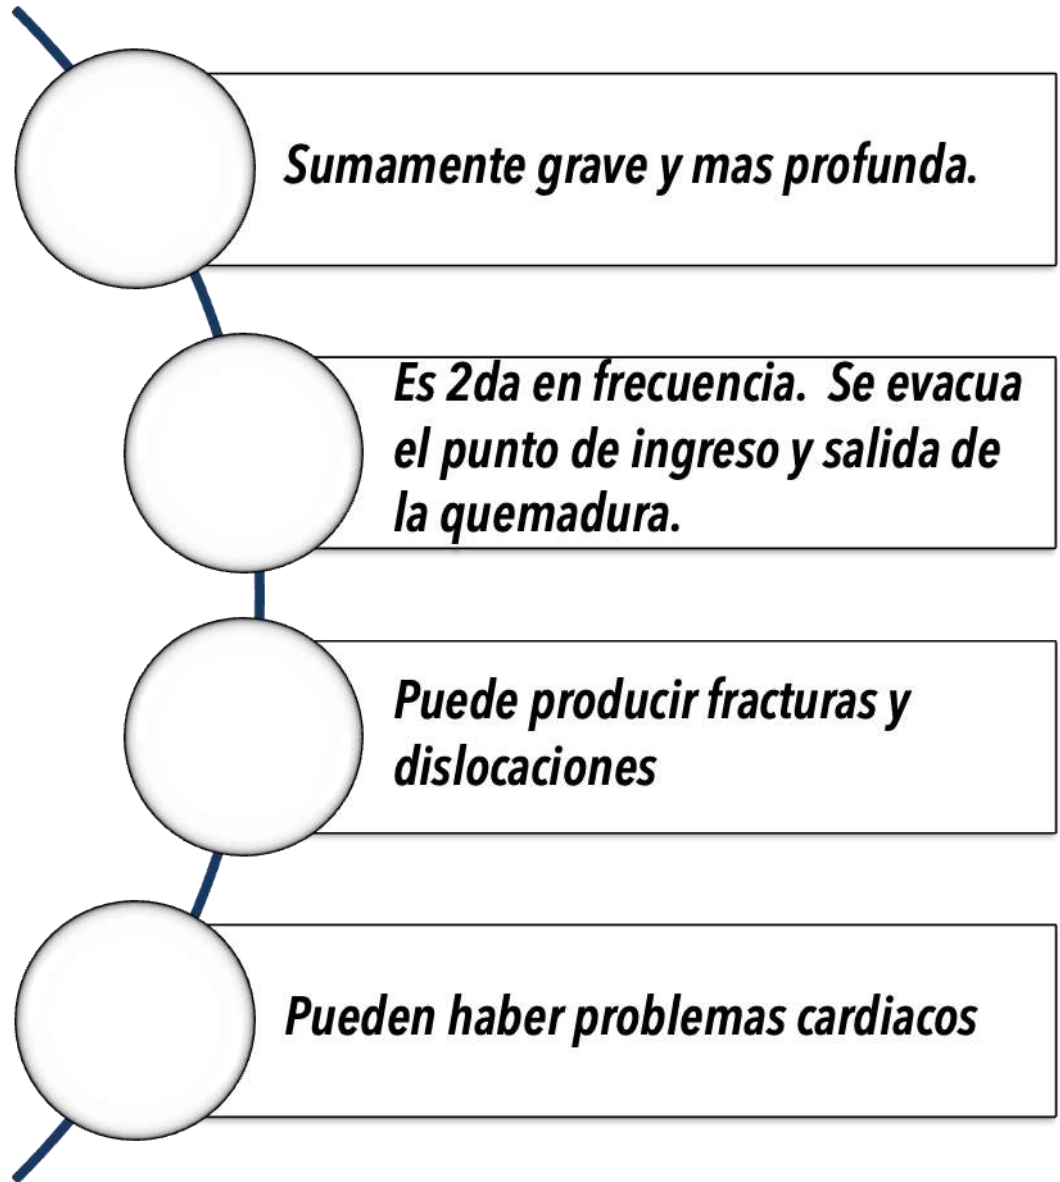 Sumamente grave y mas profunda.
Es 2da en frecuencia. Se evacua
el punto de ingreso y salida de
la quemadura.
Puede producir fracturas y
dislocaciones
Pueden haber problemas cardiacos